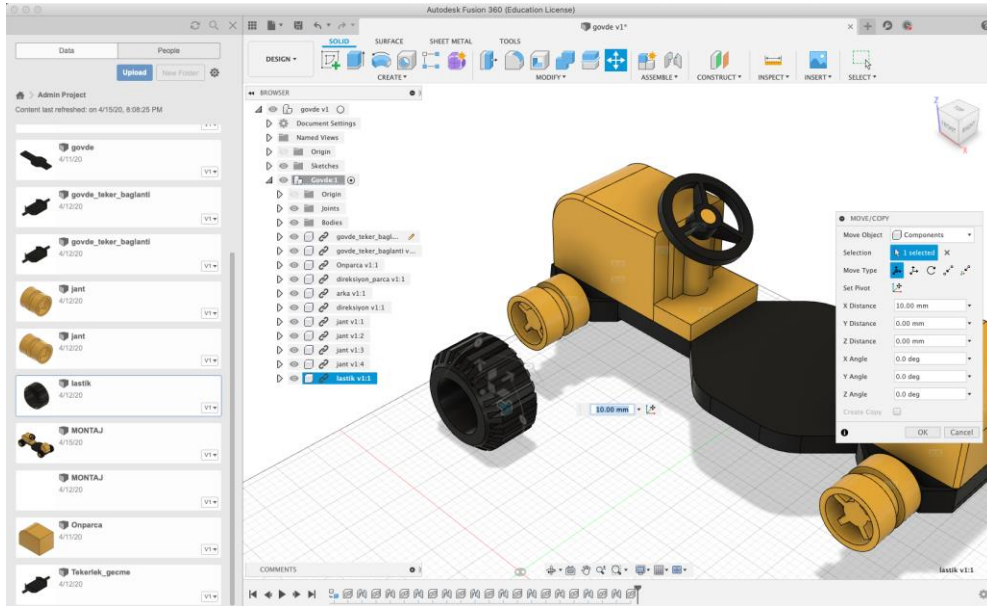 Autodesk Fusion 360 (Education License)
govde v1*
Data
People
Upload
New Folder
Admin Project
Content last refreshed: on 4/15/20, 8:08:25 PM
V1
govde
4/11/20
V1
govde_teker_baglanti
4/12/20
V1
govde_teker_baglanti
4/12/20
V1
jant
4/12/20
V1
jant
4/12/20
V1
lastik
4/12/20
V1
MONTAJ
4/15/20
V1
MONTAJ
4/12/20
V1
Onparca
4/11/20
V1
Tekerlek_gecme
4/12/20
V1
DESIGN
SOLID
SURFACE
SHEET METAL
TOOLS
CREATE
MODIFY
ASSEMBLE
CONSTRUCT
INSPECT
INSERT
SELECT
BROWSER
govde v1
Document Settings
Named Views
Origin
Sketches
Govde:1
Origin
Joints
Bodies
govde_teker_bagl...
govde_teker_baglanti v...
Onparca v1:1
direksiyon_parca v1:1
arka v1:1
direksiyon v1:1
jant v1:1
jant v1:2
jant v1:3
jant v1:4
lastik v1:1
10.00 mm
Z
TOP
FRONT
RIGHT
X
MOVE/COPY
Move Object
Components
Selection
1 selected
Move Type
Set Pivot
X Distance
10.00 mm
Y Distance
0.00 mm
Z Distance
0.00 mm
X Angle
0.0 deg
Y Angle
0.0 deg
Z Angle
0.0 deg
Create Copy
OK
Cancel
COMMENTS
lastik v1:1